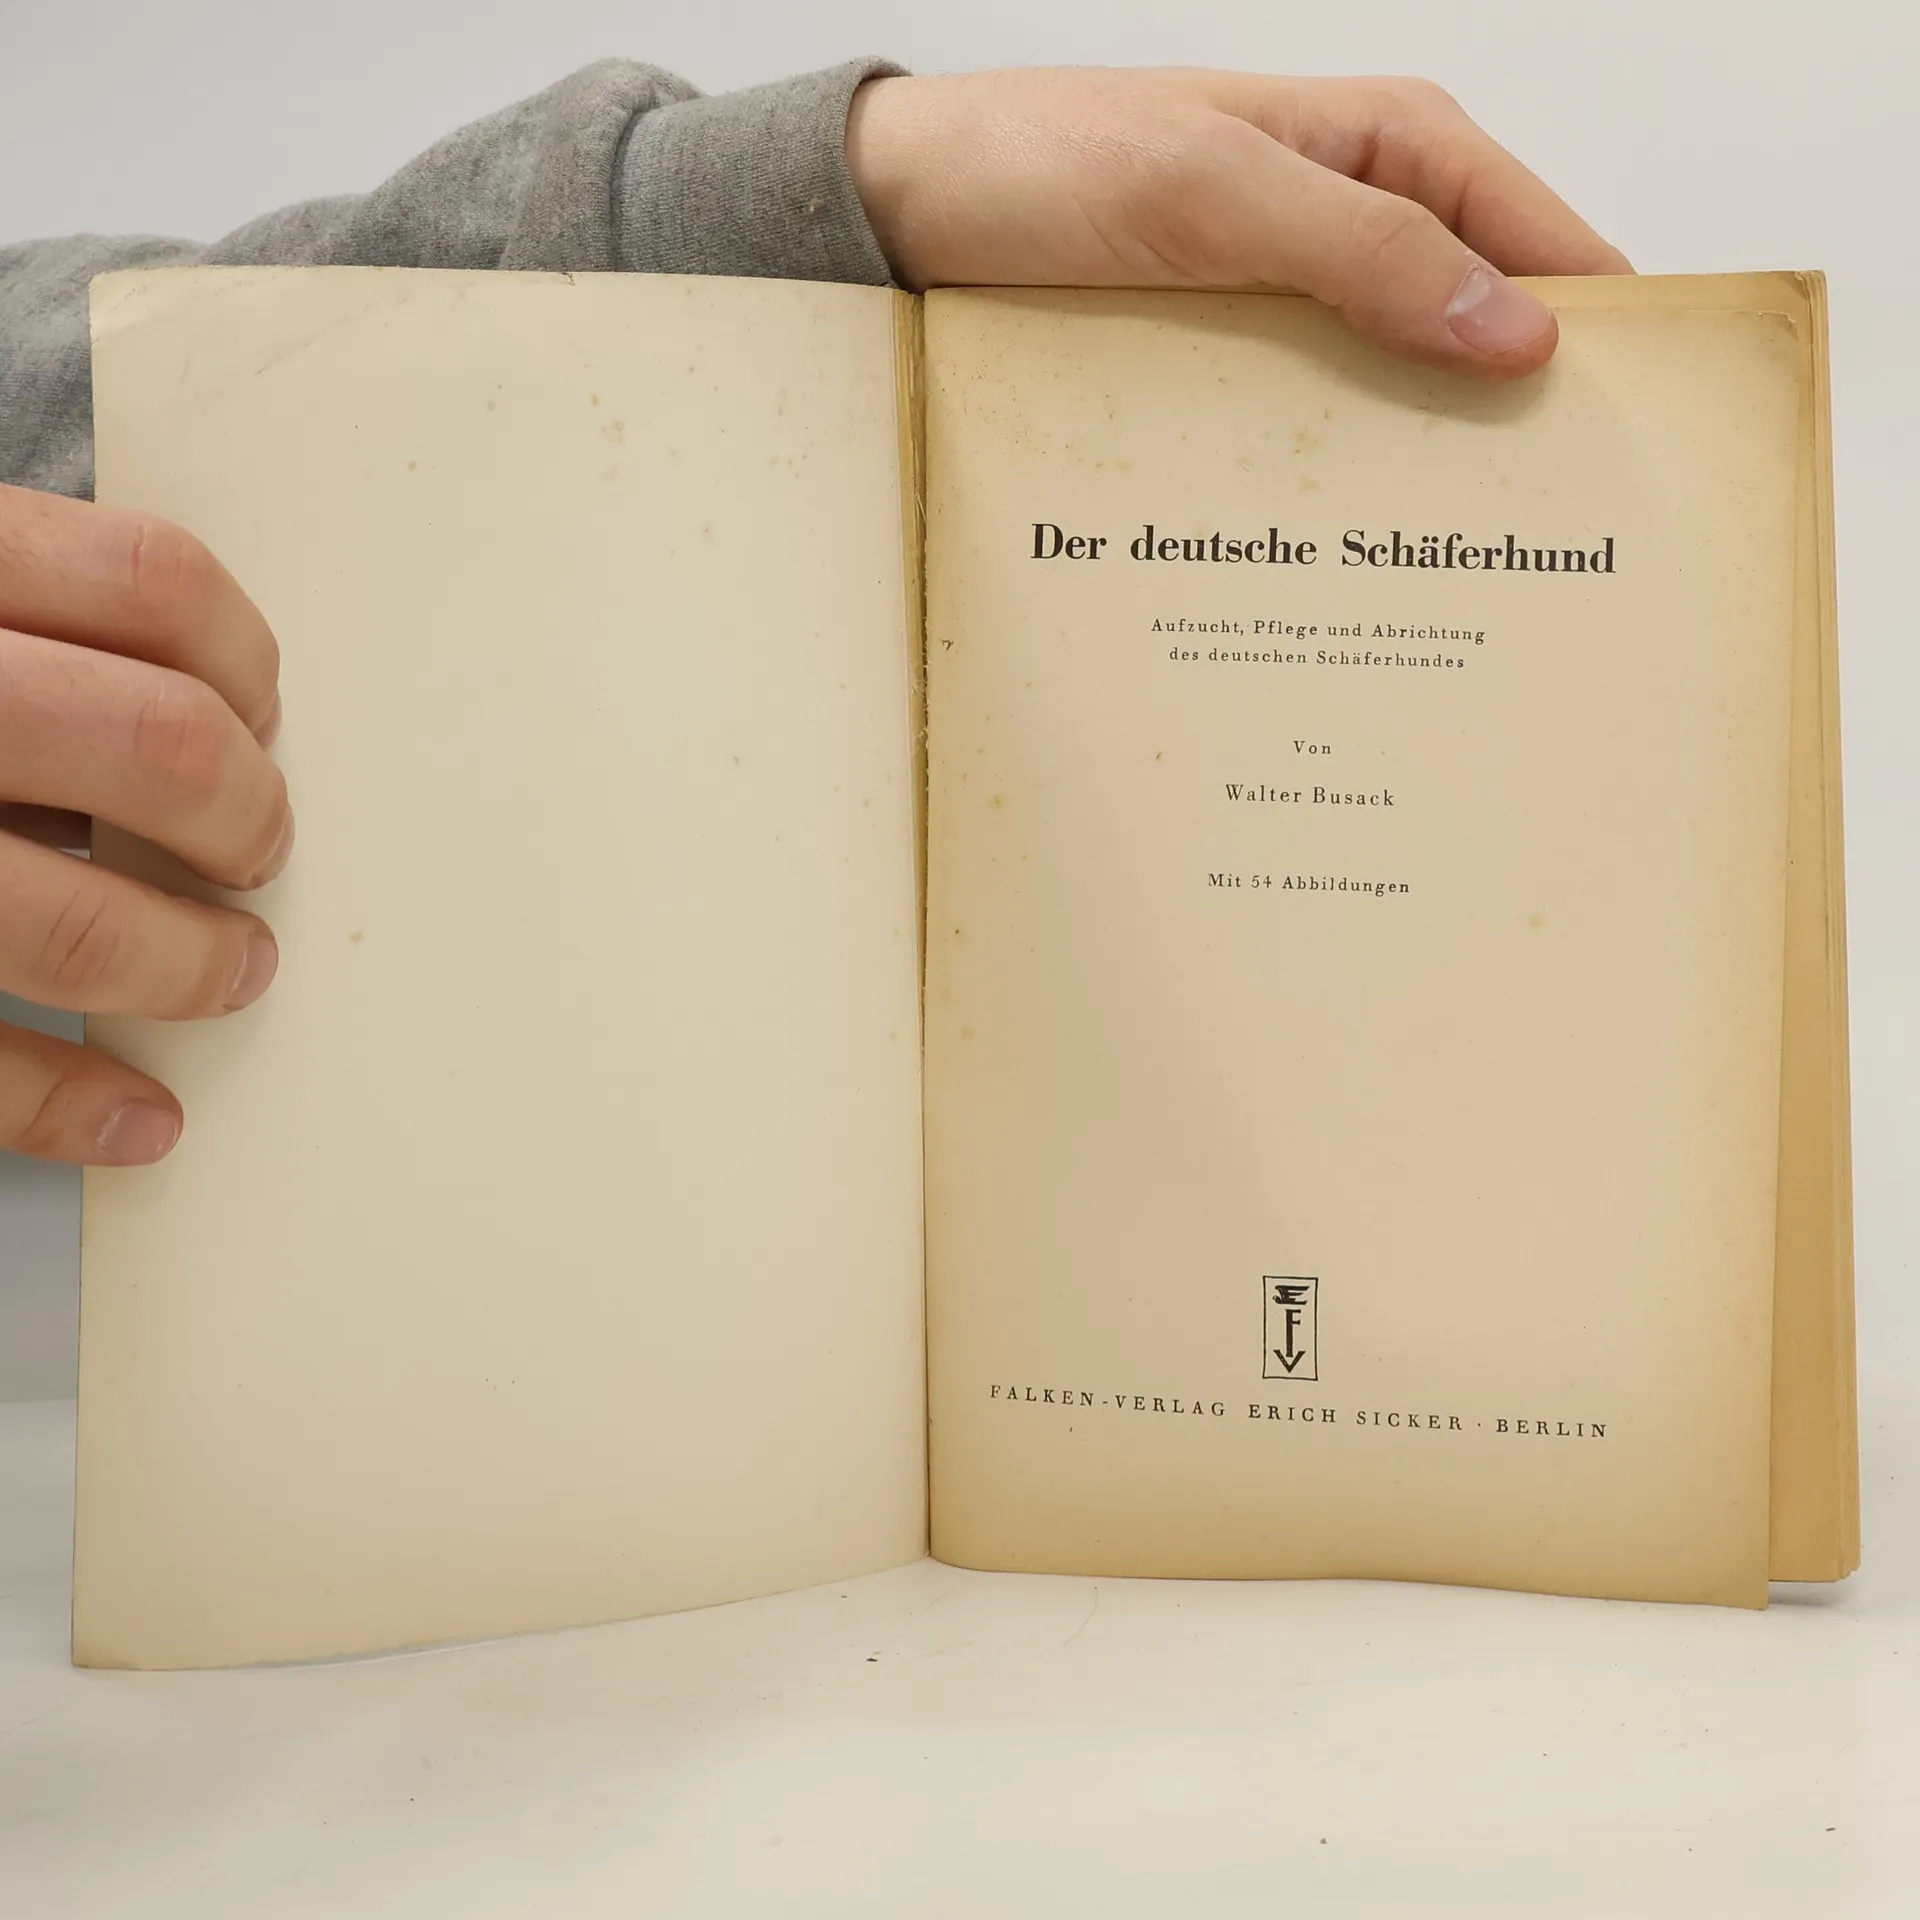 Der deutsche Schäferhund
Aufzucht, Pflege und Abrichtung
des deutschen Schäferhundes
Von
Walter Busack
Mit 54 Abbildungen
F
V
FALKEN-VERLAG ERICH SICKER · BERLIN